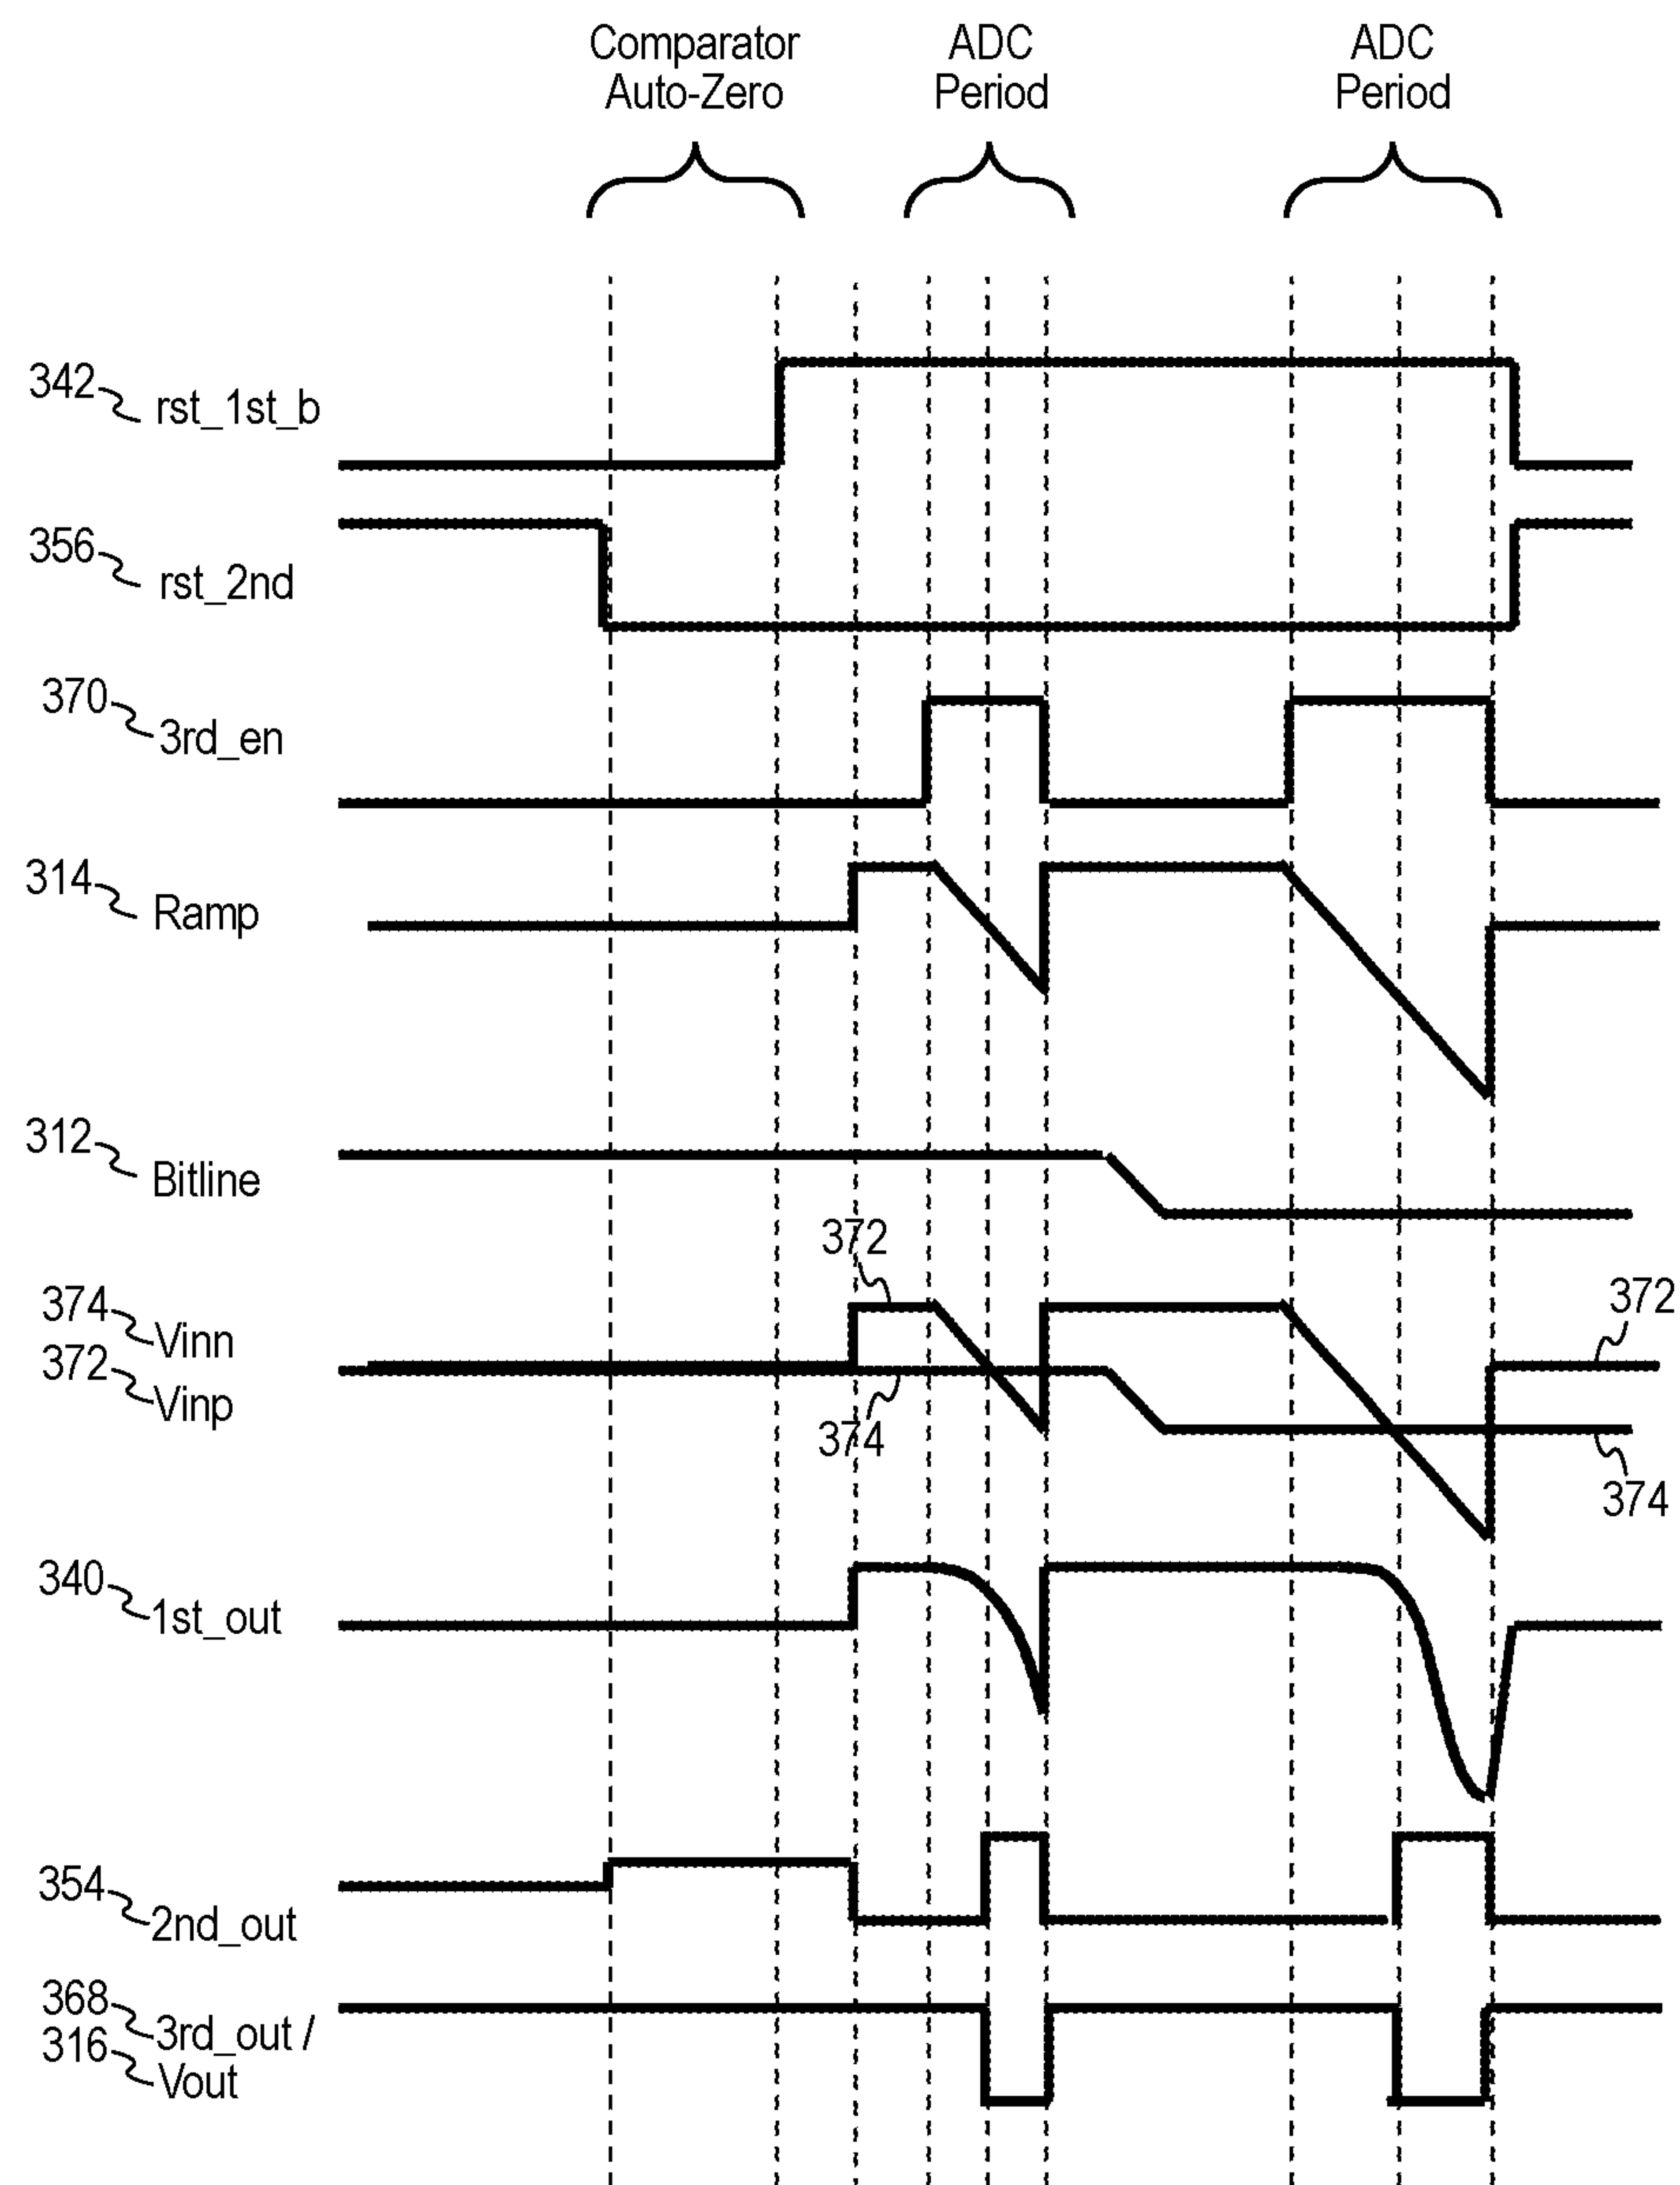 Comparator
Auto-Zero
ADC
Period
ADC
Period
342
rst_1st_b
356
rst_2nd
370
3rd_en
314
Ramp
312
Bitline
372
374
Vinn
372
372
Vinp
374
374
340
1st_out
354
2nd_out
368
3rd_out /
316
Vout